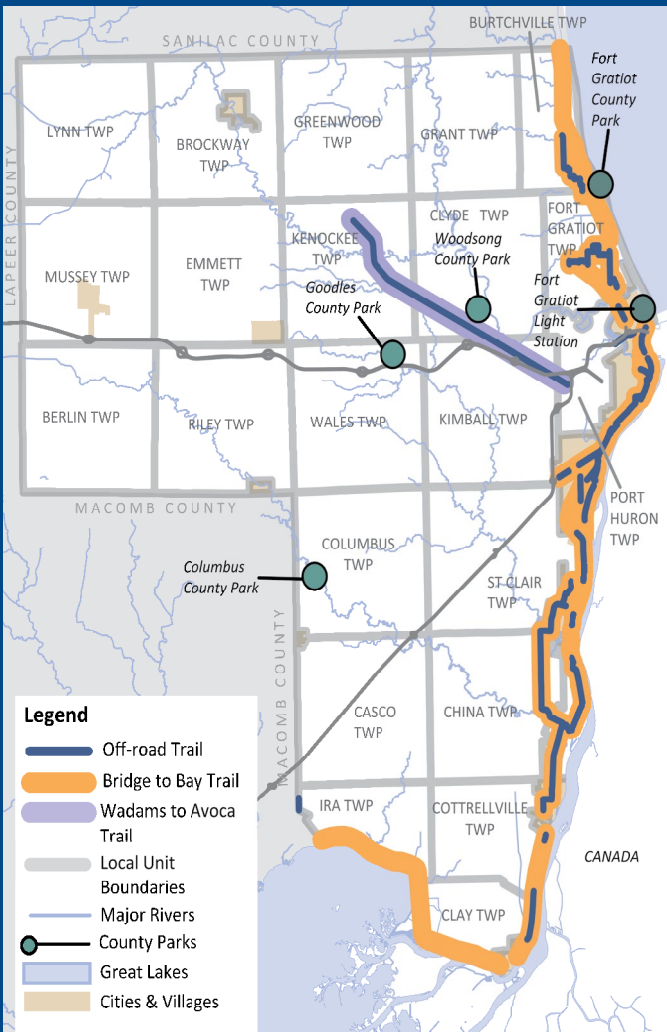 BURTCHVILLE TWP
SANILAC COUNTY
Fort
Gratiot
County
Park
LYNN TWP
BROCKWAY
TWP
GREENWOOD
TWP
GRANT TWP
LAPEER COUNTY
KENOCKEE
TWP
CLYDE TWP
FORT
GRATIOT
TWP
Woodsong
County Park
MUSSEY TWP
EMMETT
TWP
Goodles
County Park
Fort
Gratiot
Light
Station
BERLIN TWP
RILEY TWP
WALES TWP
KIMBALL TWP
MACOMB COUNTY
PORT
HURON
TWP
COLUMBUS
TWP
Columbus
County Park
ST CLAIR
TWP
MACOMB COUNTY
CASCO
TWP
CHINA TWP
IRA TWP
COTTRELLVILLE
TWP
CANADA
CLAY TWP
Legend
Off-road Trail
Bridge to Bay Trail
Wadams to Avoca
Trail
Local Unit
Boundaries
Major Rivers
County Parks
Great Lakes
Cities & Villages